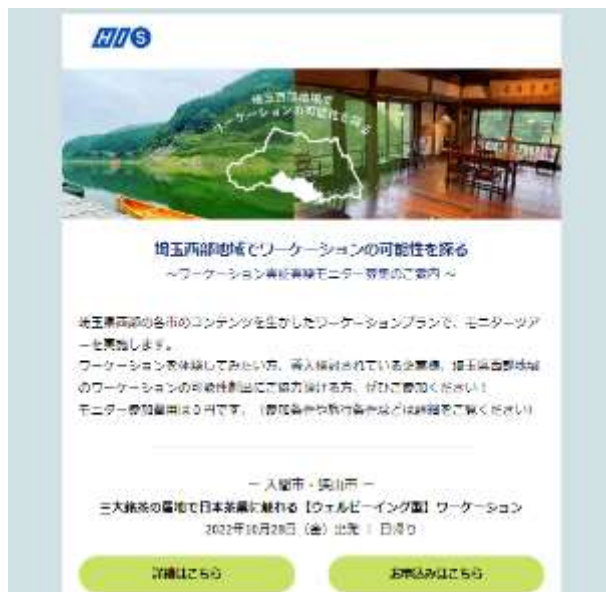 HIS
埼玉西部地域で
ワーケーションの可能性を探る
埼玉西部地域でワーケーションの可能性を探る
～ワーケーション実証実験モニター募集のご案内～
埼玉県西部の各市のコンテンツを生かしたワーケーションプランで、モニターツア
ーを実施します。
ワーケーションを体験してみたい方、導入検討されている企業様、埼玉県西部地域
のワーケーションの可能性創出にご協力頂ける方、ぜひご参加ください！
モニター参加費用は0円です。（参加条件や旅行条件などは詳細をご覧ください）
－ 入間市・狭山市 －
三大銘茶の産地で日本茶業に触れる【ウェルビーイング型】ワーケーション
2022年10月28日（金）出発｜日帰り
詳細はこちら
お申込みはこちら